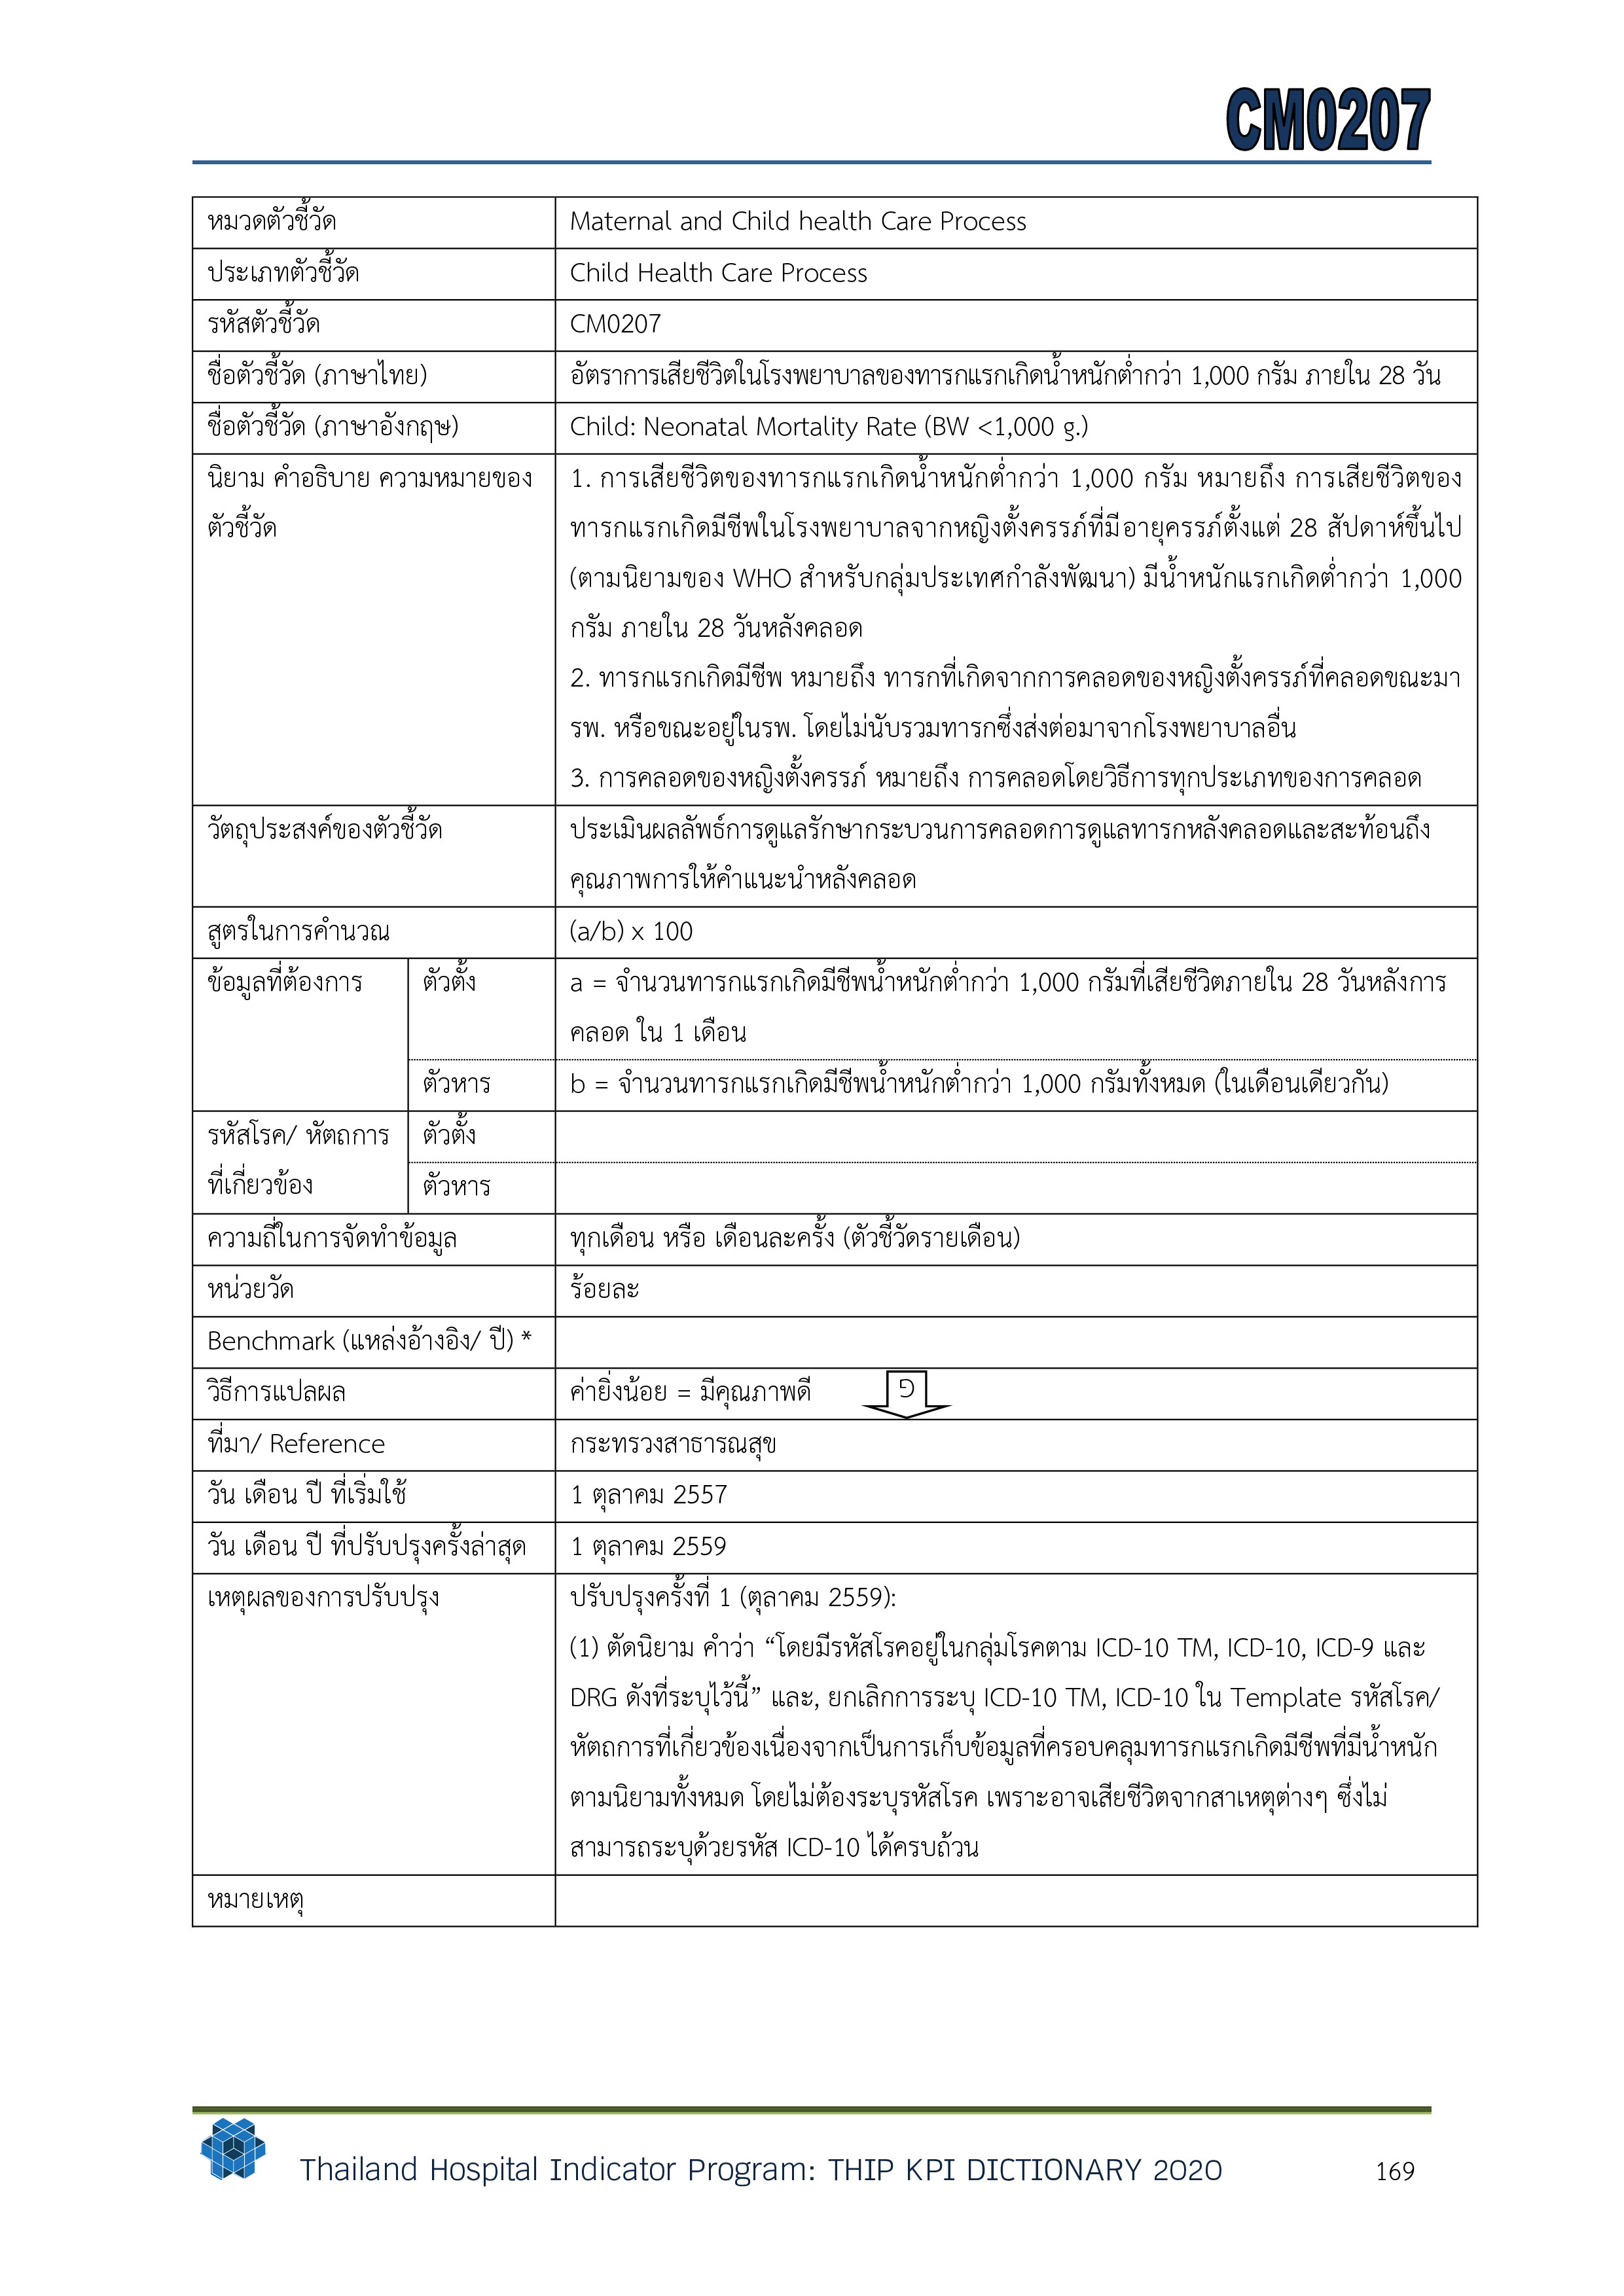 CM0207
หมวดตัวชี้วัด
Maternal and Child health Care Process
ประเภทตัวชี้วัด
Child Health Care Process
รหัสตัวชี้วัด
CM0207
ชื่อตัวชี้วัด (ภาษาไทย)
อัตราการเสียชีวิตในโรงพยาบาลของทารกแรกเกิดน้ำหนักต่ำกว่า 1,000 กรัม ภายใน 28 วัน
ชื่อตัวชี้วัด (ภาษาอังกฤษ)
Child: Neonatal Mortality Rate (BW <1,000 g.)
นิยาม คำอธิบาย ความหมายของ
ตัวชี้วัด
1. การเสียชีวิตของทารกแรกเกิดน้ำหนักต่ำกว่า 1,000 กรัม หมายถึง การเสียชีวิตของ
ทารกแรกเกิดมีชีพในโรงพยาบาลจากหญิงตั้งครรภ์ที่มีอายุครรภ์ตั้งแต่ 28 สัปดาห์ขึ้นไป
(ตามนิยามของ WHO สำหรับกลุ่มประเทศกำลังพัฒนา) มีน้ำหนักแรกเกิดต่ำกว่า 1,000
กรัม ภายใน 28 วันหลังคลอด
2. ทารกแรกเกิดมีชีพ หมายถึง ทารกที่เกิดจากการคลอดของหญิงตั้งครรภ์ที่คลอดขณะมา
รพ. หรือขณะอยู่ในรพ. โดยไม่นับรวมทารกซึ่งส่งต่อมาจากโรงพยาบาลอื่น
3. การคลอดของหญิงตั้งครรภ์ หมายถึง การคลอดโดยวิธีการทุกประเภทของการคลอด
วัตถุประสงค์ของตัวชี้วัด
ประเมินผลลัพธ์การดูแลรักษากระบวนการคลอดการดูแลทารกหลังคลอดและสะท้อนถึง
คุณภาพการให้คำแนะนำหลังคลอด
สูตรในการคำนวณ
(a/b) x 100
ข้อมูลที่ต้องการ
ตัวตั้ง
a = จำนวนทารกแรกเกิดมีชีพน้ำหนักต่ำกว่า 1,000 กรัมที่เสียชีวิตภายใน 28 วันหลังการ
คลอด ใน 1 เดือน
ตัวหาร
b = จำนวนทารกแรกเกิดมีชีพน้ำหนักต่ำกว่า 1,000 กรัมทั้งหมด (ในเดือนเดียวกัน)
รหัสโรค/ หัตถการ
ที่เกี่ยวข้อง
ตัวตั้ง
ตัวหาร
ความถี่ในการจัดทำข้อมูล
ทุกเดือน หรือ เดือนละครั้ง (ตัวชี้วัดรายเดือน)
หน่วยวัด
ร้อยละ
Benchmark (แหล่งอ้างอิง/ ปี) *
วิธีการแปลผล
ค่ายิ่งน้อย = มีคุณภาพดี
ที่มา/ Reference
กระทรวงสาธารณสุข
วัน เดือน ปี ที่เริ่มใช้
1 ตุลาคม 2557
วัน เดือน ปี ที่ปรับปรุงครั้งล่าสุด
1 ตุลาคม 2559
เหตุผลของการปรับปรุง
ปรับปรุงครั้งที่ 1 (ตุลาคม 2559):
(1) ตัดนิยาม คำว่า “โดยมีรหัสโรคอยู่ในกลุ่มโรคตาม ICD-10 TM, ICD-10, ICD-9 และ
DRG ดังที่ระบุไว้นี้” และ, ยกเลิกการระบุ ICD-10 TM, ICD-10 ใน Template รหัสโรค/
หัตถการที่เกี่ยวข้องเนื่องจากเป็นการเก็บข้อมูลที่ครอบคลุมทารกแรกเกิดมีชีพที่มีน้ำหนัก
ตามนิยามทั้งหมด โดยไม่ต้องระบุรหัสโรค เพราะอาจเสียชีวิตจากสาเหตุต่างๆ ซึ่งไม่
สามารถระบุด้วยรหัส ICD-10 ได้ครบถ้วน
หมายเหตุ
Thailand Hospital Indicator Program: THIP KPI DICTIONARY 2020
169